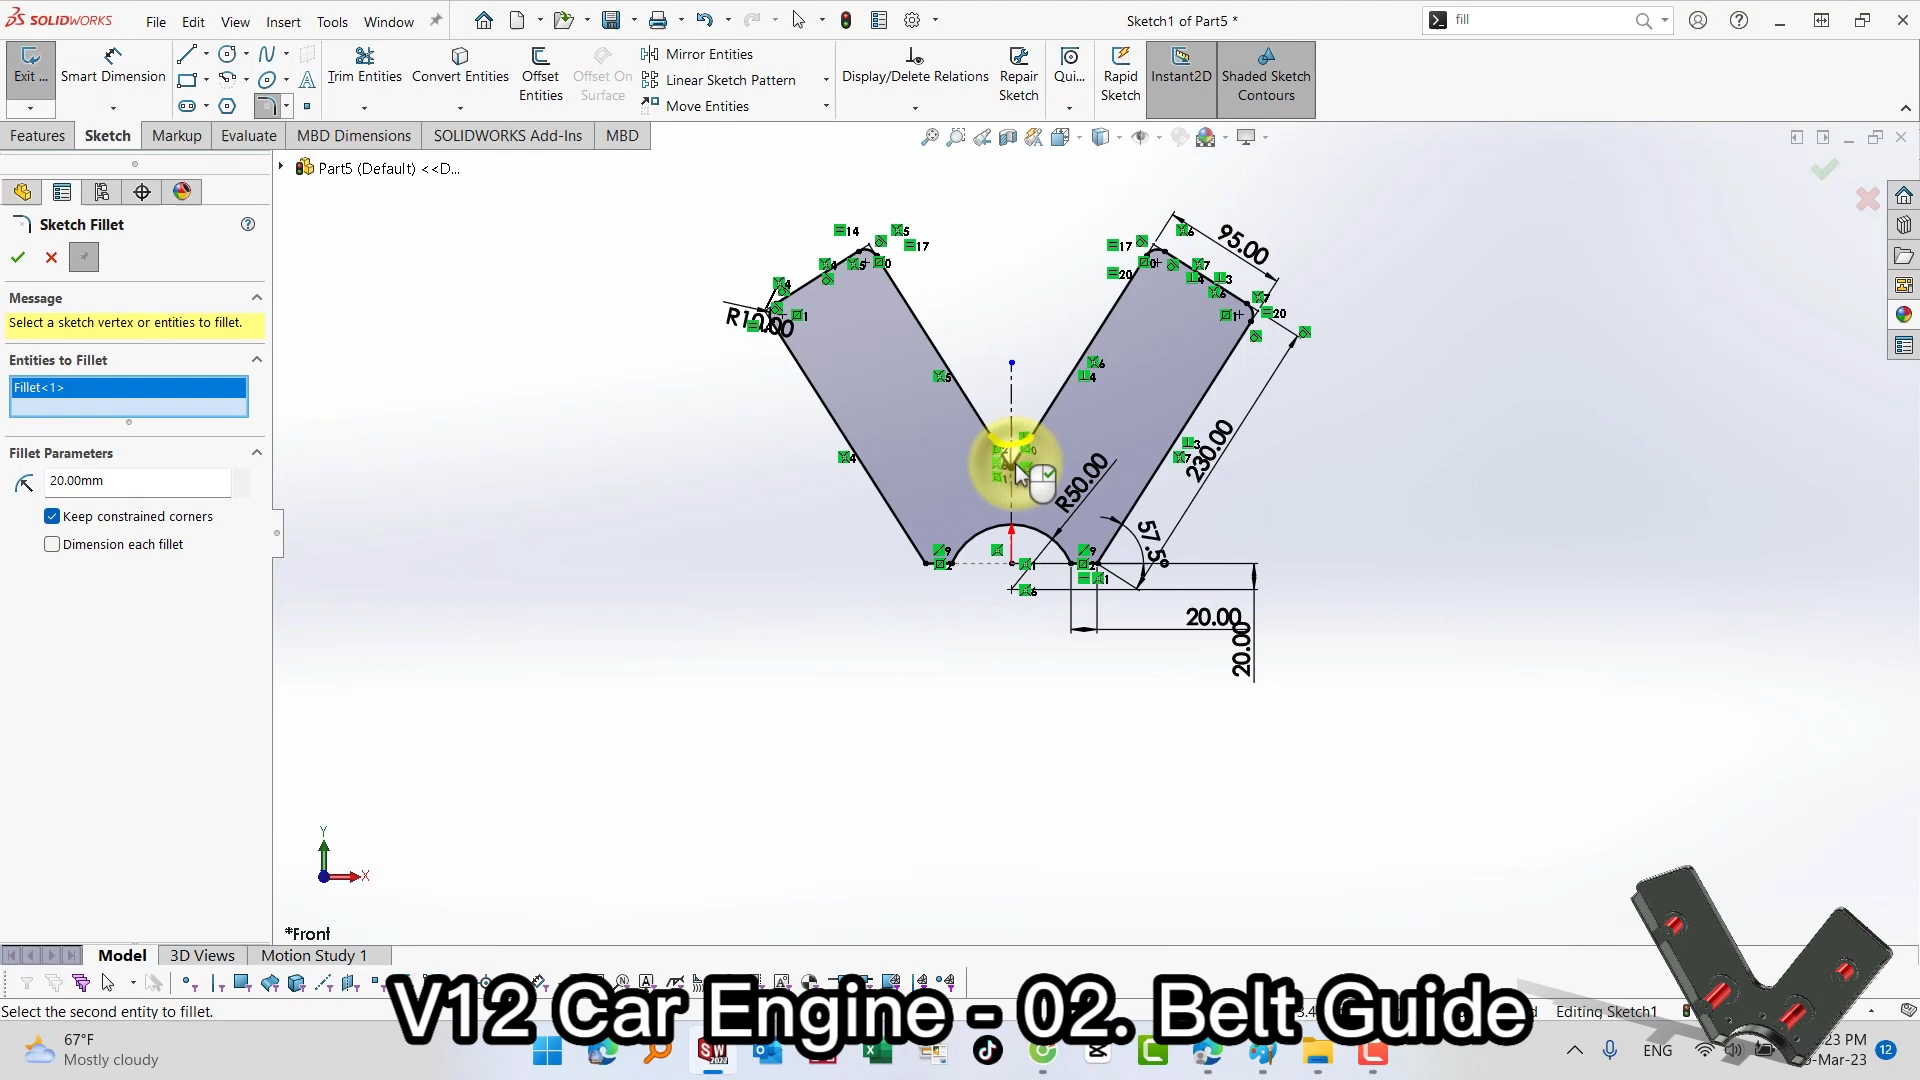 SOLIDWORKS
File Edit View Insert Tools Window
Sketch1 of Part5 *
fill
Exit ...
Smart Dimension
Trim Entities
Convert Entities
Offset Entities
Offset On Surface
Mirror Entities
Linear Sketch Pattern
Move Entities
Display/Delete Relations
Repair Sketch
Qui...
Rapid Sketch
Instant2D
Shaded Sketch Contours
Features Sketch Markup Evaluate MBD Dimensions SOLIDWORKS Add-Ins MBD
Part5 (Default) <<D...
Sketch Fillet
Message
Select a sketch vertex or entities to fillet.
Entities to Fillet
Fillet<1>
Fillet Parameters
20.00mm
Keep constrained corners
Dimension each fillet
95.00
R10.00
230.00
R50.00
57.5°
20.00
20.00
Y
X
*Front
Model 3D Views Motion Study 1
Select the second entity to fillet.
Editing Sketch1
V12 Car Engine - 02. Belt Guide
67°F
Mostly cloudy
ENG
12